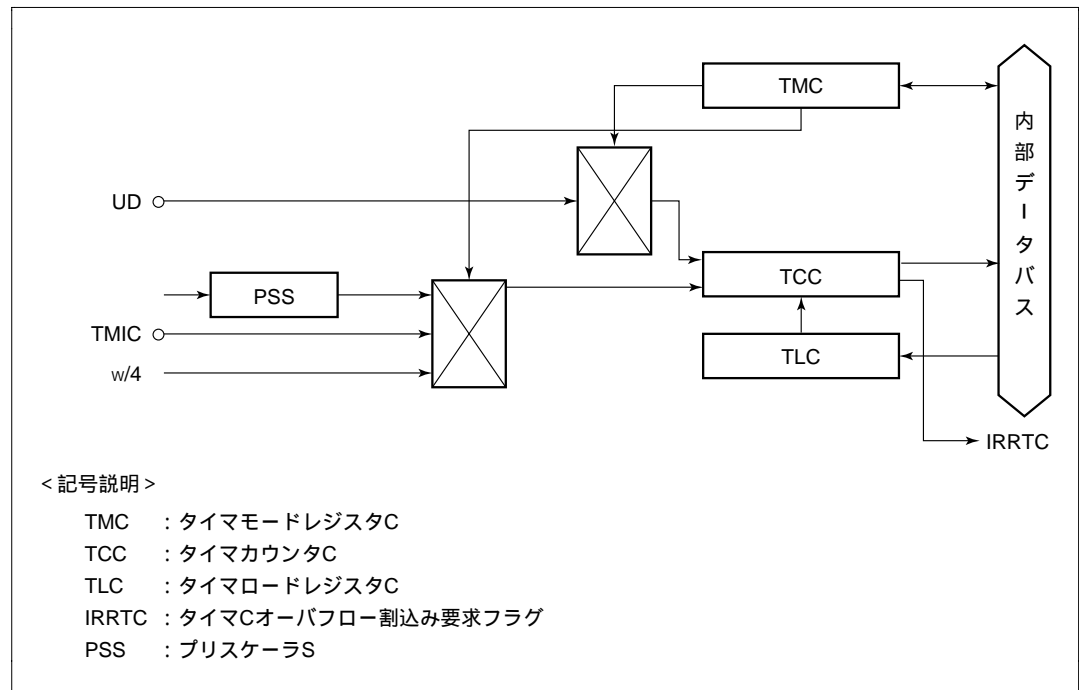 TMC
UD
PSS
TCC
TMIC
TLC
w/4
内部データバス
IRRTC
<記号説明>
TMC : タイマモードレジスタC
TCC : タイマカウンタC
TLC : タイマロードレジスタC
IRRTC : タイマCオーバフロー割込み要求フラグ
PSS : プリスケーラS